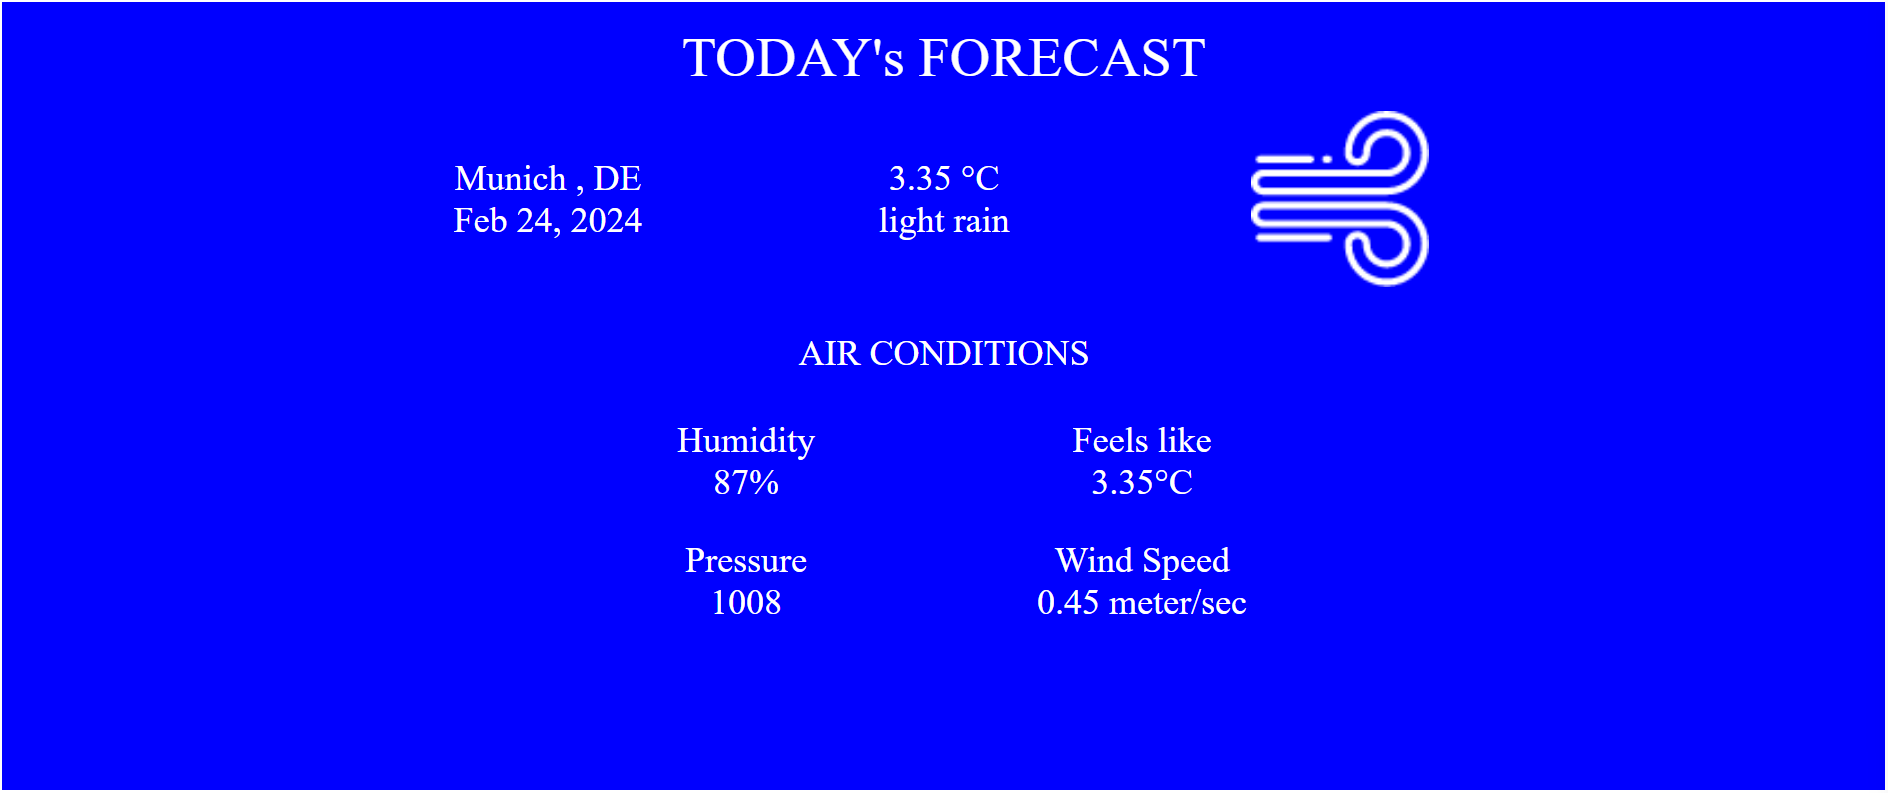 TODAY's FORECAST
Munich , DE
Feb 24, 2024
3.35 °C
light rain
AIR CONDITIONS
Humidity
87%
Feels like
3.35°C
Pressure
1008
Wind Speed
0.45 meter/sec